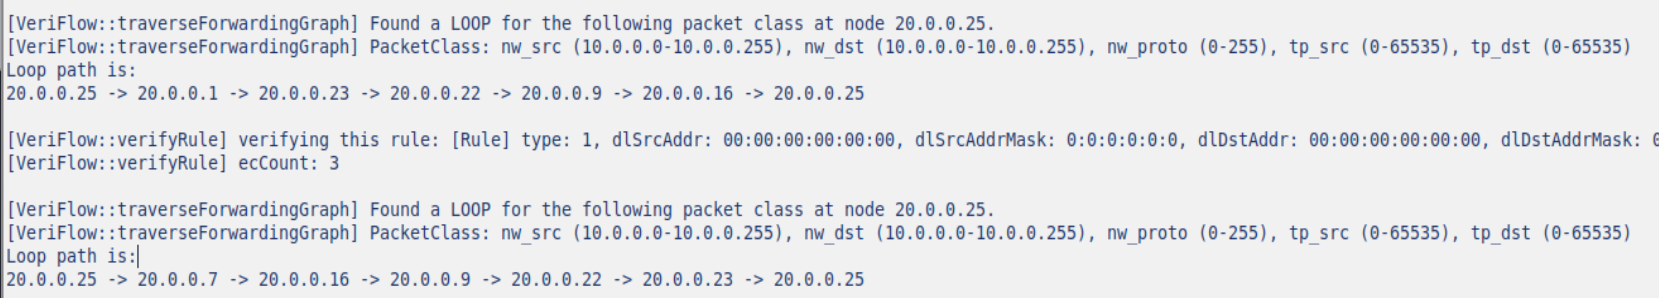 [VeriFlow::traverseForwardingGraph] Found a LOOP for the following packet class at node 20.0.0.25.
[VeriFlow::traverseForwardingGraph] PacketClass: nw_src (10.0.0.0-10.0.0.255), nw_dst (10.0.0.0-10.0.0.255), nw_proto (0-255), tp_src (0-65535), tp_dst (0-65535)
Loop path is:
20.0.0.25 -> 20.0.0.1 -> 20.0.0.23 -> 20.0.0.22 -> 20.0.0.9 -> 20.0.0.16 -> 20.0.0.25
[VeriFlow::verifyRule] verifying this rule: [Rule] type: 1, dlSrcAddr: 00:00:00:00:00:00, dlSrcAddrMask: 0:0:0:0:0:0, dlDstAddr: 00:00:00:00:00:00, dlDstAddrMask: 0
[VeriFlow::verifyRule] ecCount: 3
[VeriFlow::traverseForwardingGraph] Found a LOOP for the following packet class at node 20.0.0.25.
[VeriFlow::traverseForwardingGraph] PacketClass: nw_src (10.0.0.0-10.0.0.255), nw_dst (10.0.0.0-10.0.0.255), nw_proto (0-255), tp_src (0-65535), tp_dst (0-65535)
Loop path is:
20.0.0.25 -> 20.0.0.7 -> 20.0.0.16 -> 20.0.0.9 -> 20.0.0.22 -> 20.0.0.23 -> 20.0.0.25